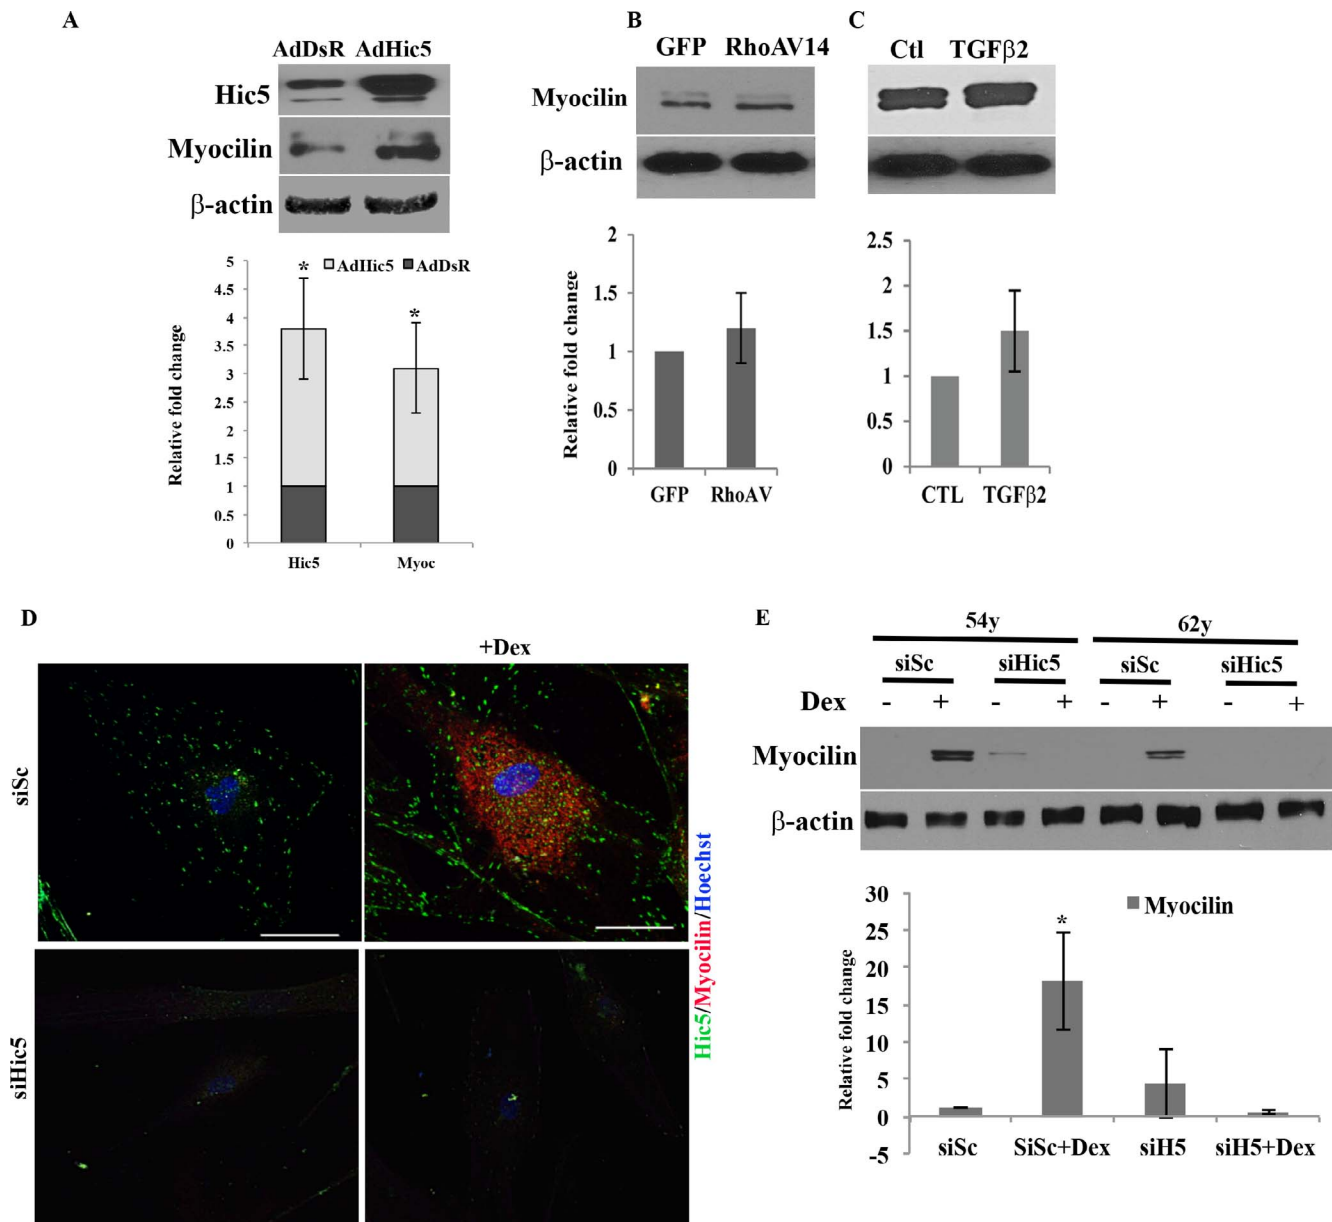 A
AdDsR AdHic5
Hic5
Myocilin
β-actin
5
4.5
4
3.5
3
2.5
2
1.5
1
0.5
0
Relative fold change
*
*
AdHic5 AdDsR
Hic5 Myoc
B
GFP RhoAV14
Myocilin
β-actin
2
1.5
1
0.5
0
Relative fold change
GFP RhoAV
C
Ctl TGFβ2
2.5
2
1.5
1
0.5
0
CTL TGFβ2
D
+Dex
siSc
siHic5
Hic5/Myocilin/Hoechst
E
54y 62y
siSc siHic5 siSc siHic5
Dex - + - + - + - +
Myocilin
β-actin
30
25
20
15
10
5
0
-5
Relative fold change
*
Myocilin
siSc SiSc+Dex siH5 siH5+Dex